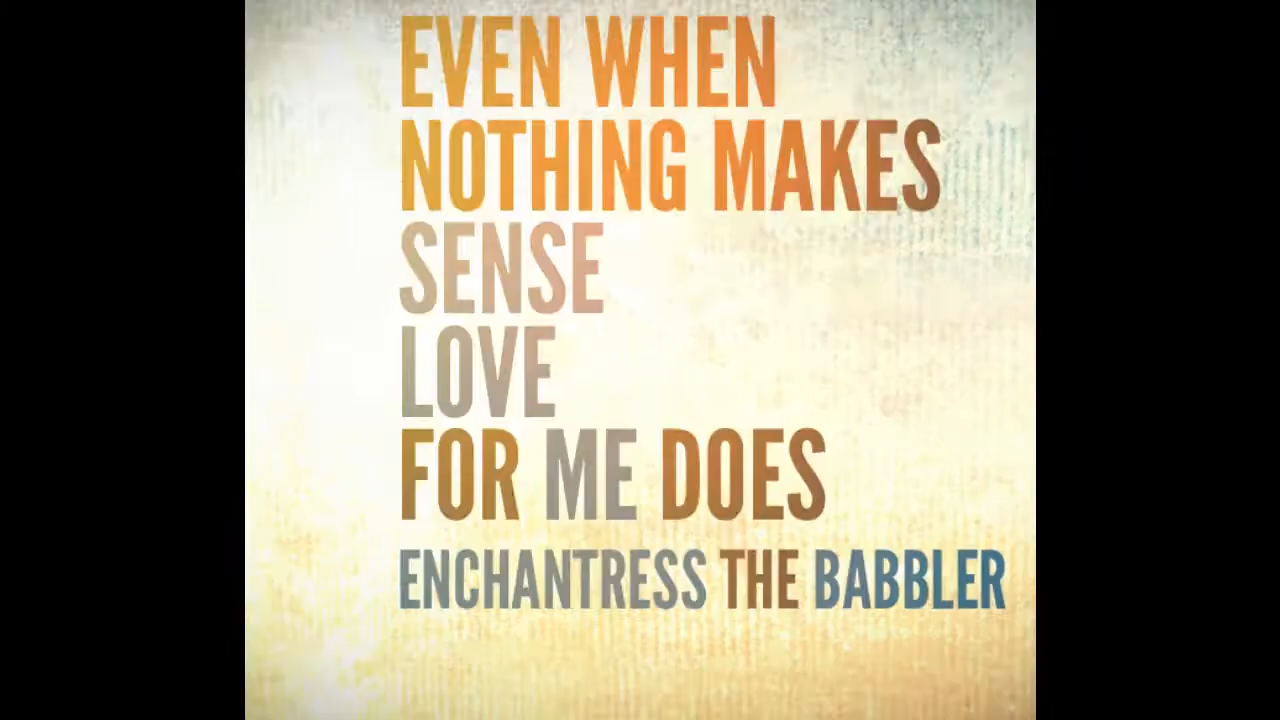 EVEN WHEN
NOTHING MAKES
SENSE
LOVE
FOR ME DOES
ENCHANTRESS THE BABBLER